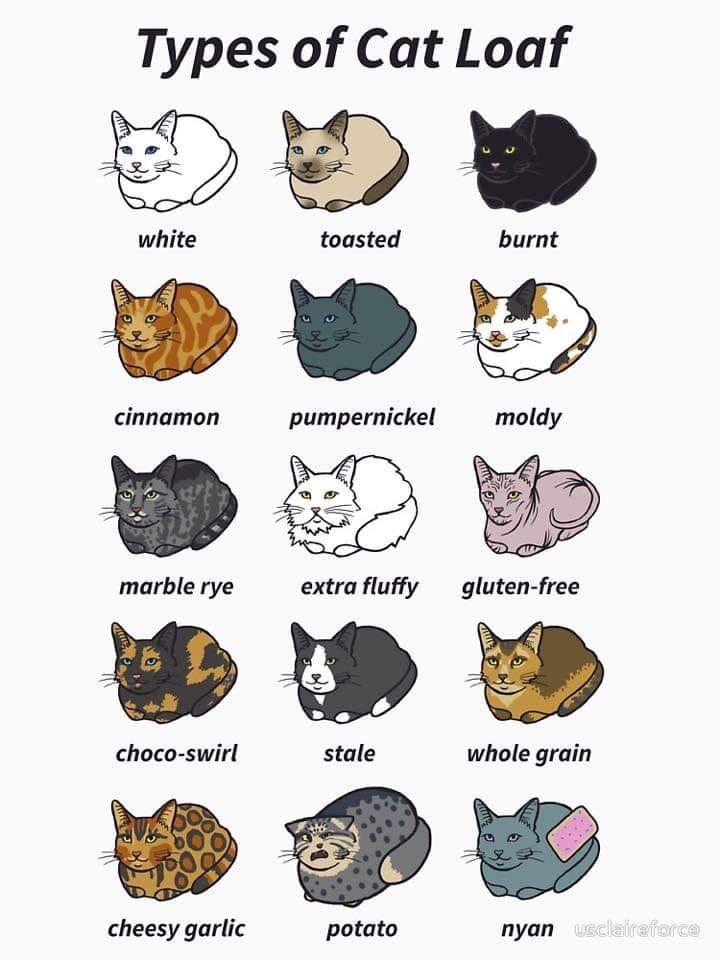 Types of Cat Loaf
white toasted burnt
cinnamon pumpernickel moldy
marble rye extra fluffy gluten-free
choco-swirl stale whole grain
cheesy garlic potato nyan usclaireforce